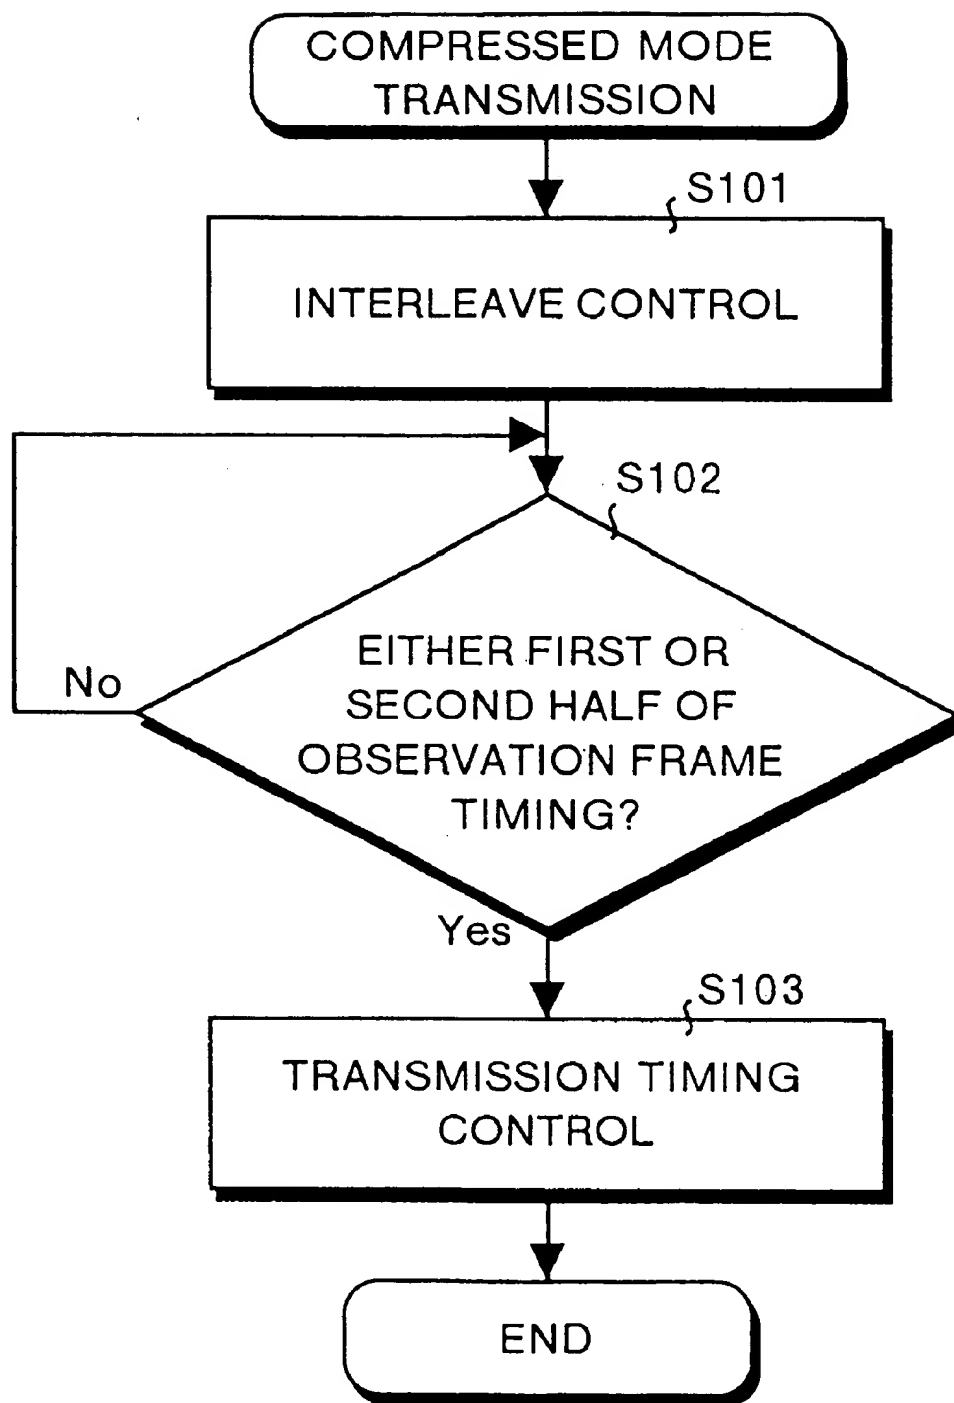 COMPRESSED MODE
TRANSMISSION
S101
INTERLEAVE CONTROL
S102
EITHER FIRST OR
SECOND HALF OF
OBSERVATION FRAME
TIMING?
No
Yes
S103
TRANSMISSION TIMING
CONTROL
END